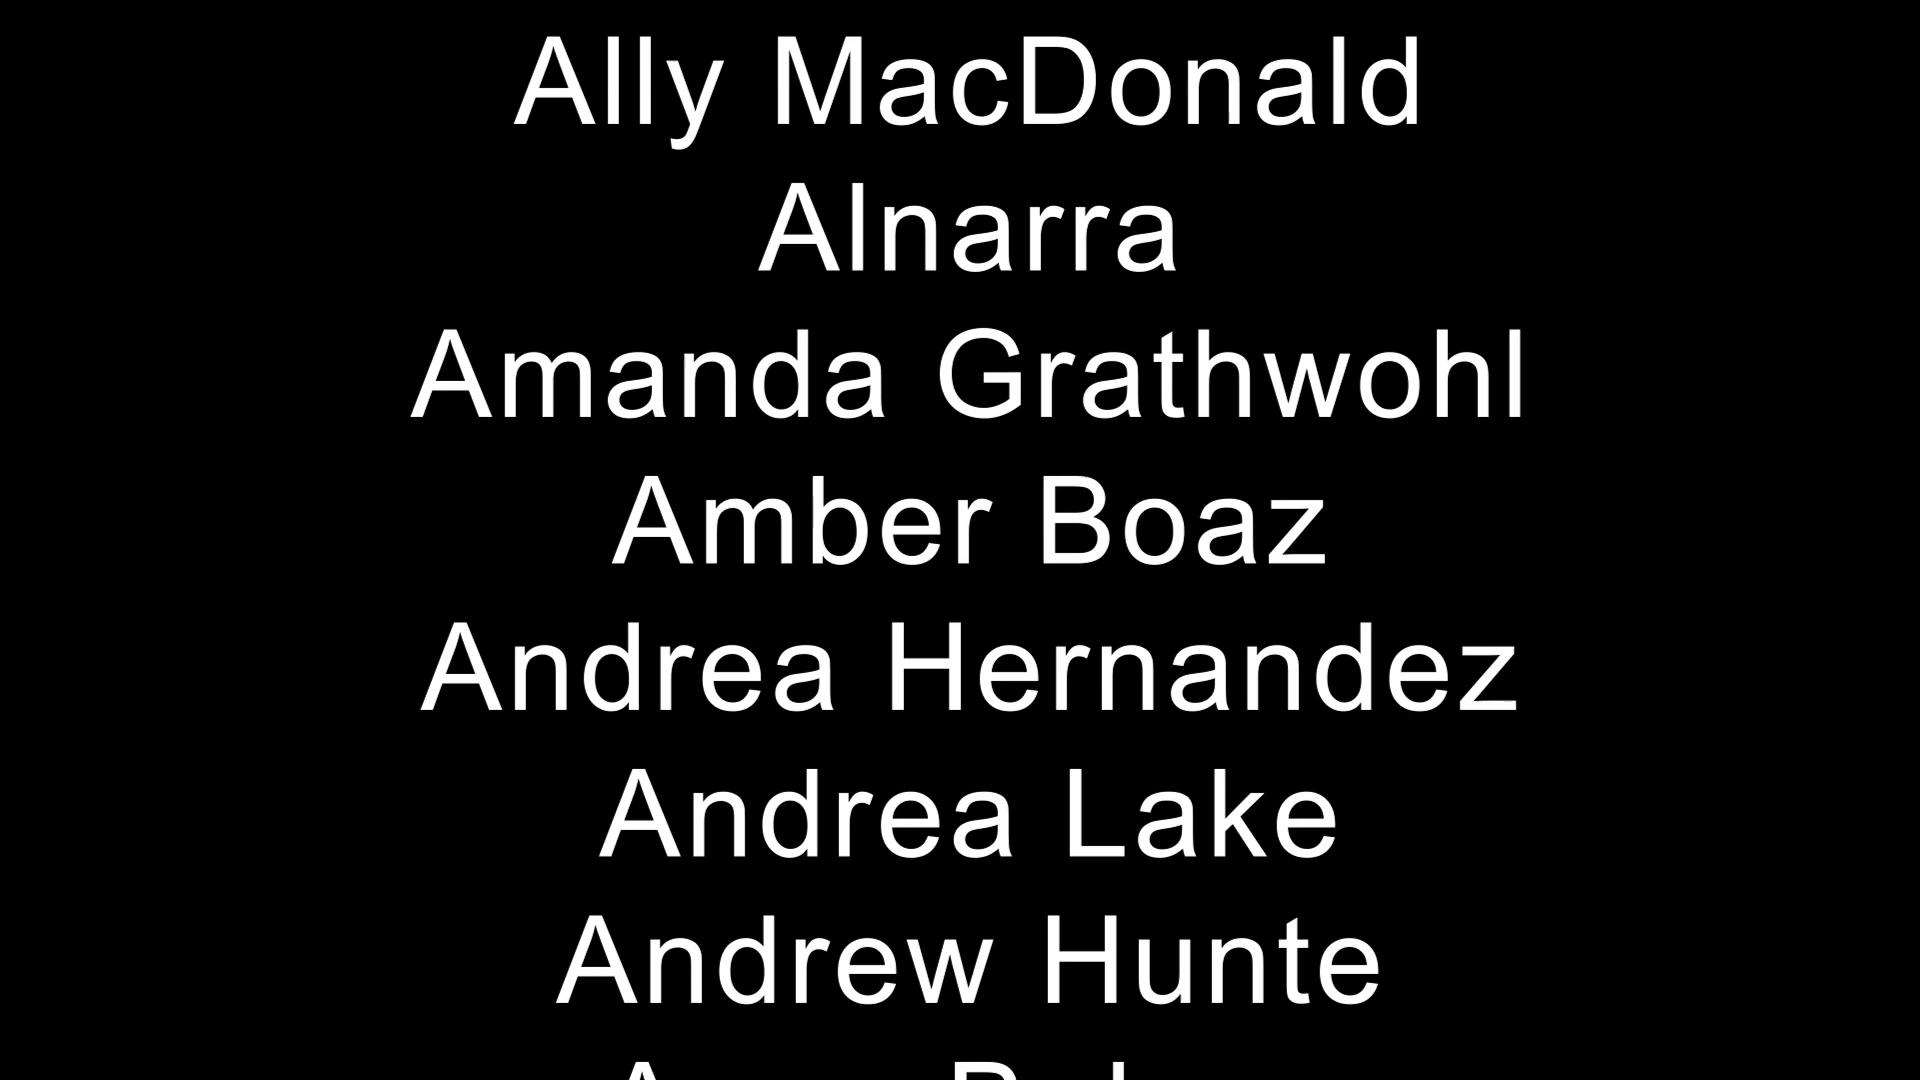 Ally MacDonald
Alnarra
Amanda Grathwohl
Amber Boaz
Andrea Hernandez
Andrea Lake
Andrew Hunte